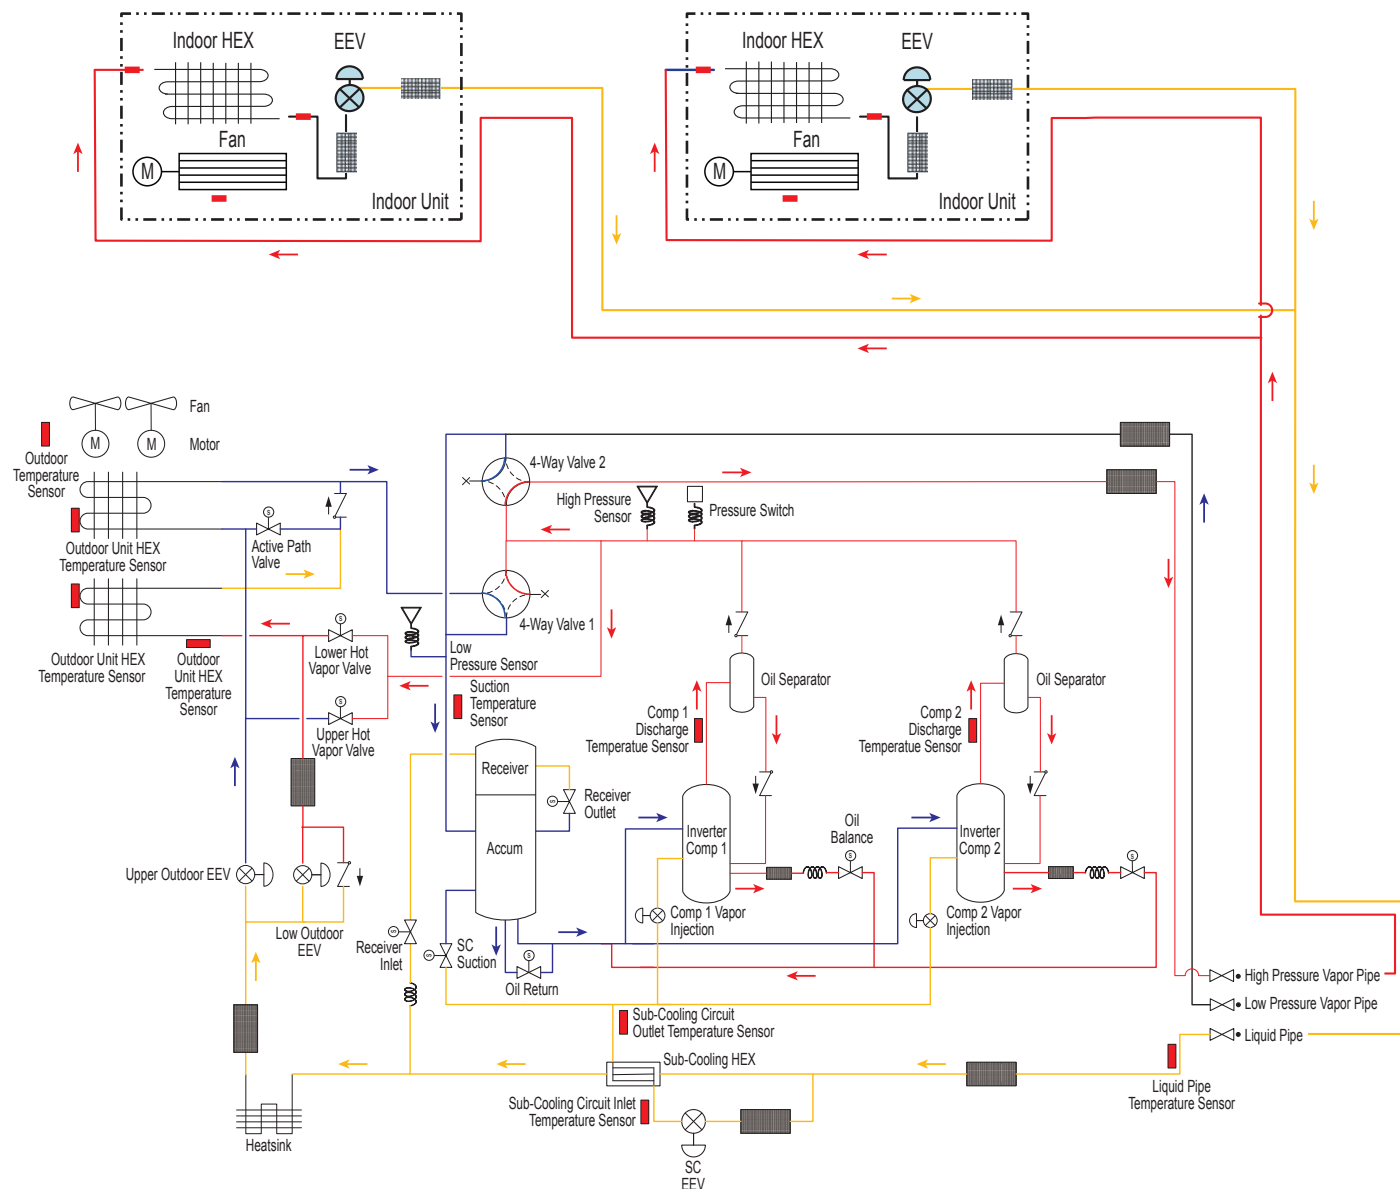 Indoor HEX
EEV
Fan
M
Indoor Unit
Indoor HEX
EEV
Fan
M
Indoor Unit
Fan
M
M
Motor
Outdoor
Temperature
Sensor
4-Way Valve 2
High Pressure
Sensor
Pressure Switch
S
Active Path
Valve
Outdoor Unit HEX
Temperature Sensor
4-Way Valve 1
S
Lower Hot
Vapor Valve
Outdoor Unit HEX
Temperature Sensor
Outdoor
Unit HEX
Temperature
Sensor
Low
Pressure Sensor
Suction
Temperature
Sensor
S
Upper Hot
Vapor Valve
Oil Separator
Oil Separator
Comp 1
Discharge
Temperatue Sensor
Comp 2
Discharge
Temperatue Sensor
Receiver
S
Receiver
Outlet
Accum
Inverter
Comp 1
Oil
Balance
S
Inverter
Comp 2
S
Upper Outdoor EEV
Low Outdoor
EEV
S
Receiver
Inlet
S
SC
Suction
S
Oil Return
Comp 1 Vapor
Injection
Comp 2 Vapor
Injection
High Pressure Vapor Pipe
Low Pressure Vapor Pipe
Liquid Pipe
Sub-Cooling Circuit
Outlet Temperature Sensor
Sub-Cooling HEX
Liquid Pipe
Temperature Sensor
Sub-Cooling Circuit Inlet
Temperature Sensor
Heatsink
SC
EEV